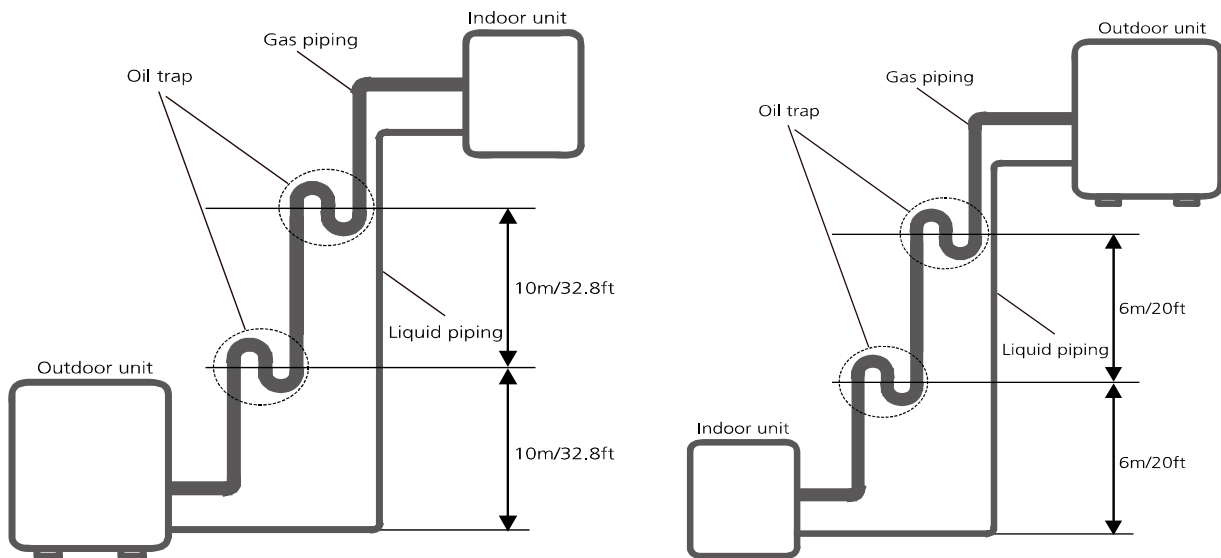 Indoor unit
Gas piping
Oil trap
10m/32.8ft
Liquid piping
Outdoor unit
10m/32.8ft
Outdoor unit
Gas piping
Oil trap
6m/20ft
Liquid piping
Indoor unit
6m/20ft